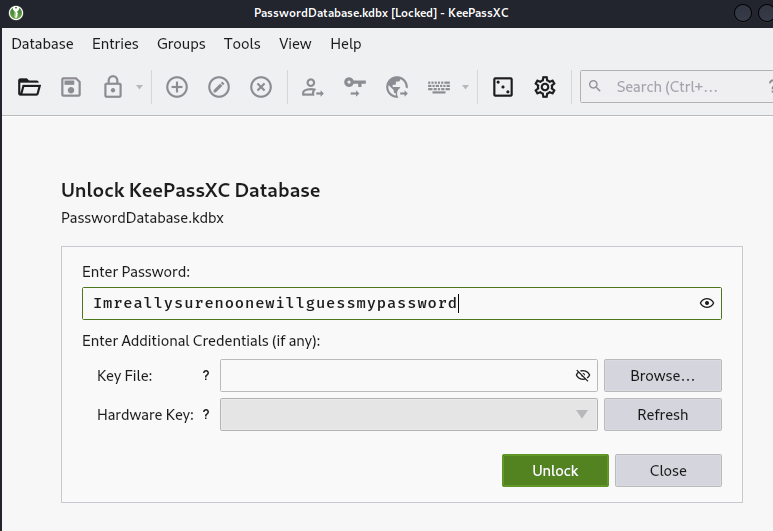 PasswordDatabase.kdbx [Locked] - KeePassXC
Database Entries Groups Tools View Help
Search (Ctrl+... ?
Unlock KeePassXC Database
PasswordDatabase.kdbx
Enter Password:
Imreallysurenoonewillguessmypassword
Enter Additional Credentials (if any):
Key File: ? Browse...
Hardware Key: ? Refresh
Unlock Close